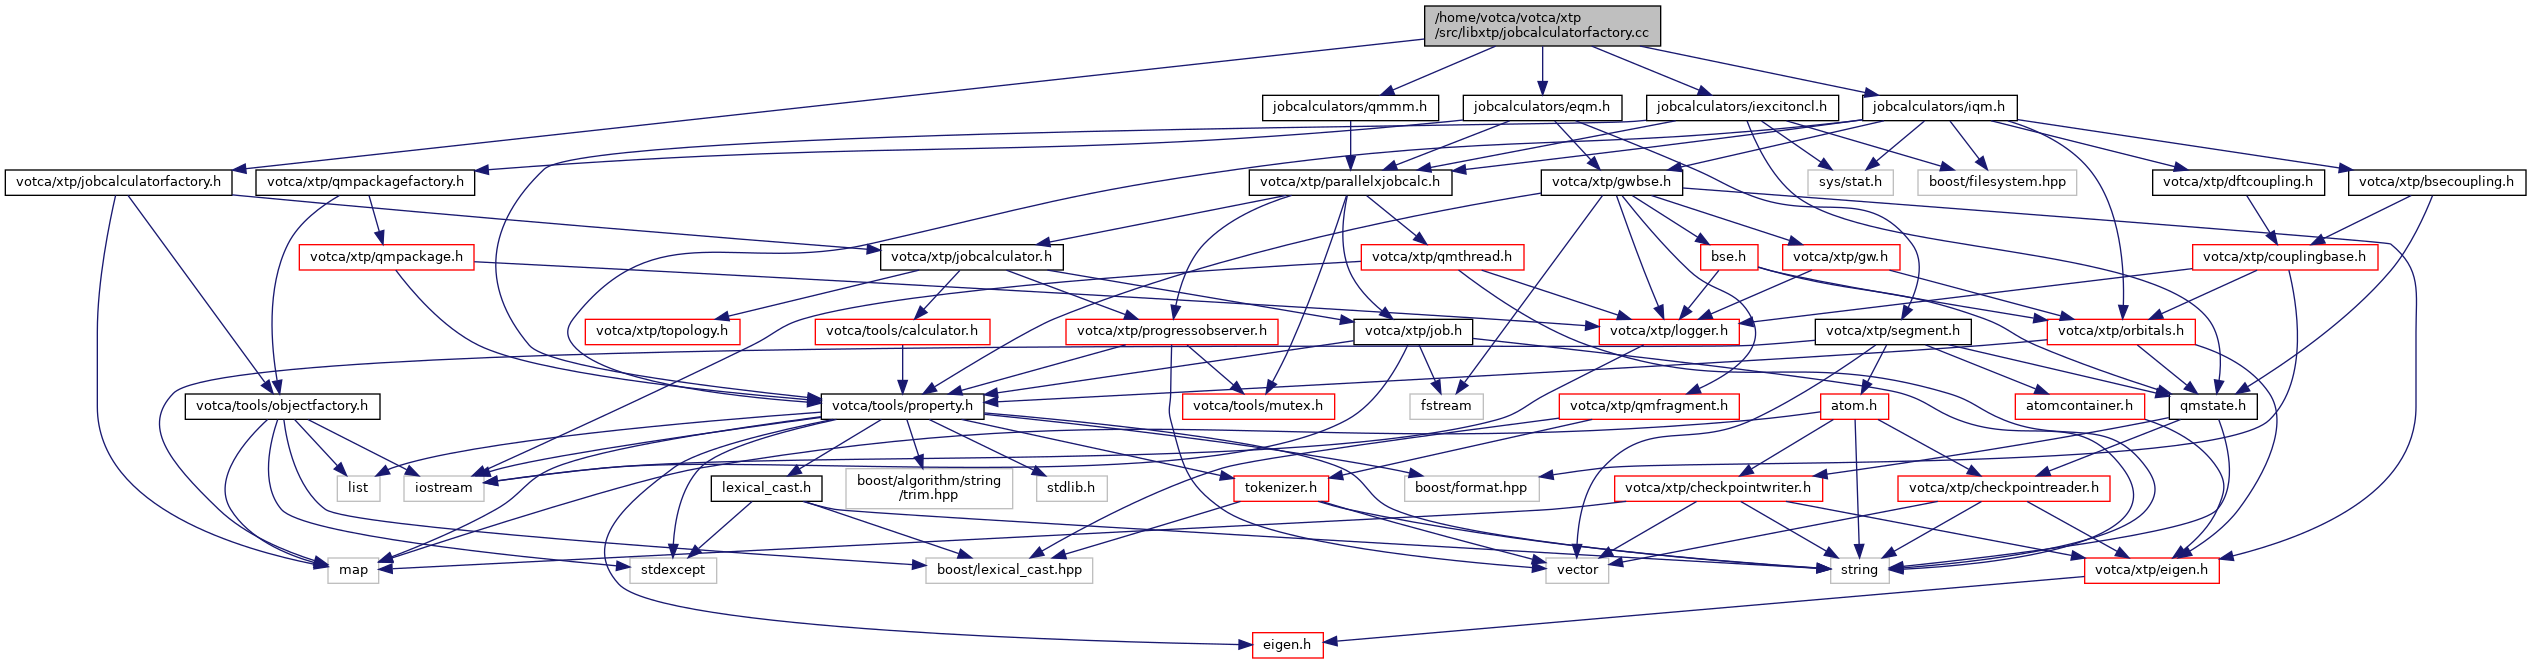 /home/votca/votca/xtp
/src/libxtp/jobcalculatorfactory.cc
jobcalculators/qmmm.h
jobcalculators/eqm.h
jobcalculators/iexcitoncl.h
jobcalculators/iqm.h
votca/xtp/jobcalculatorfactory.h
votca/xtp/qmpackagefactory.h
votca/xtp/parallelxjobcalc.h
votca/xtp/gwbse.h
sys/stat.h
boost/filesystem.hpp
votca/xtp/dftcoupling.h
votca/xtp/bsecoupling.h
votca/xtp/qmpackage.h
votca/xtp/jobcalculator.h
votca/xtp/qmthread.h
bse.h
votca/xtp/gw.h
votca/xtp/couplingbase.h
votca/xtp/topology.h
votca/tools/calculator.h
votca/xtp/progressobserver.h
votca/xtp/job.h
votca/xtp/logger.h
votca/xtp/segment.h
votca/xtp/orbitals.h
votca/tools/objectfactory.h
votca/tools/property.h
votca/tools/mutex.h
fstream
votca/xtp/qmfragment.h
atom.h
atomcontainer.h
qmstate.h
list
iostream
lexical_cast.h
boost/algorithm/string
/trim.hpp
stdlib.h
tokenizer.h
boost/format.hpp
votca/xtp/checkpointwriter.h
votca/xtp/checkpointreader.h
map
stdexcept
boost/lexical_cast.hpp
vector
string
votca/xtp/eigen.h
eigen.h